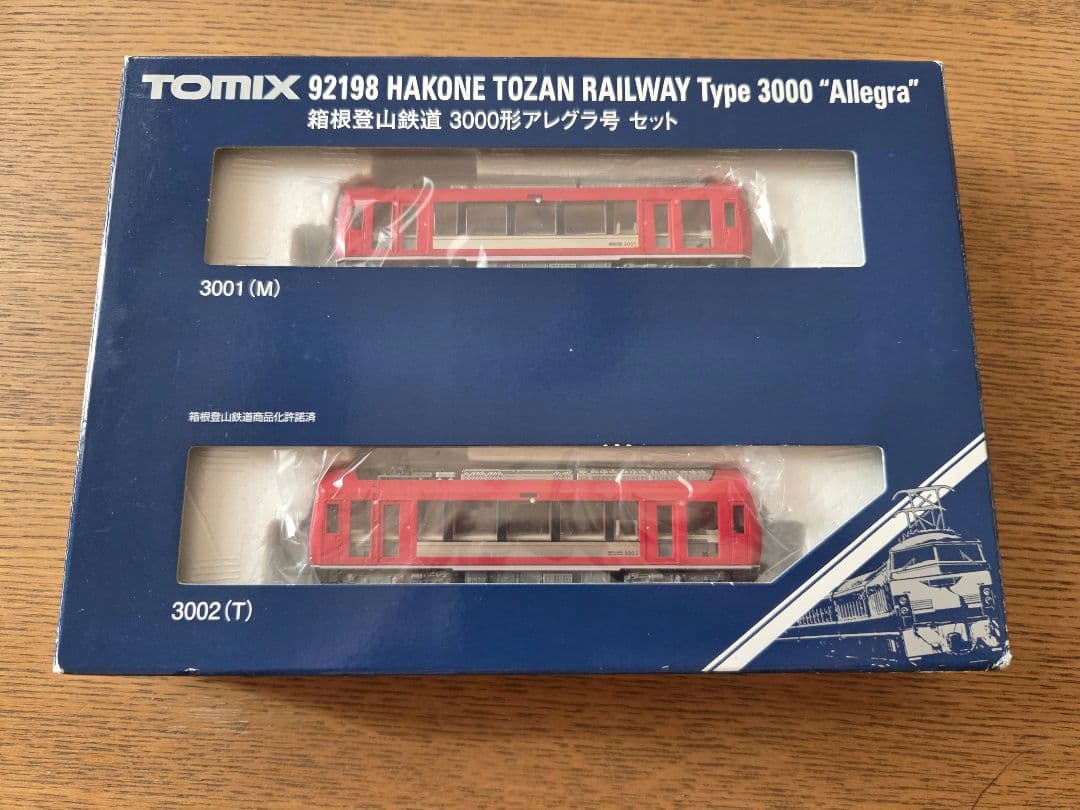 TOMIX 92198 HAKONE TOZAN RAILWAY Type 3000 “Allegra”
箱根登山鉄道 3000形アレグラ号 セット
3001(M)
箱根登山鉄道商品化許諾済
3002(T)